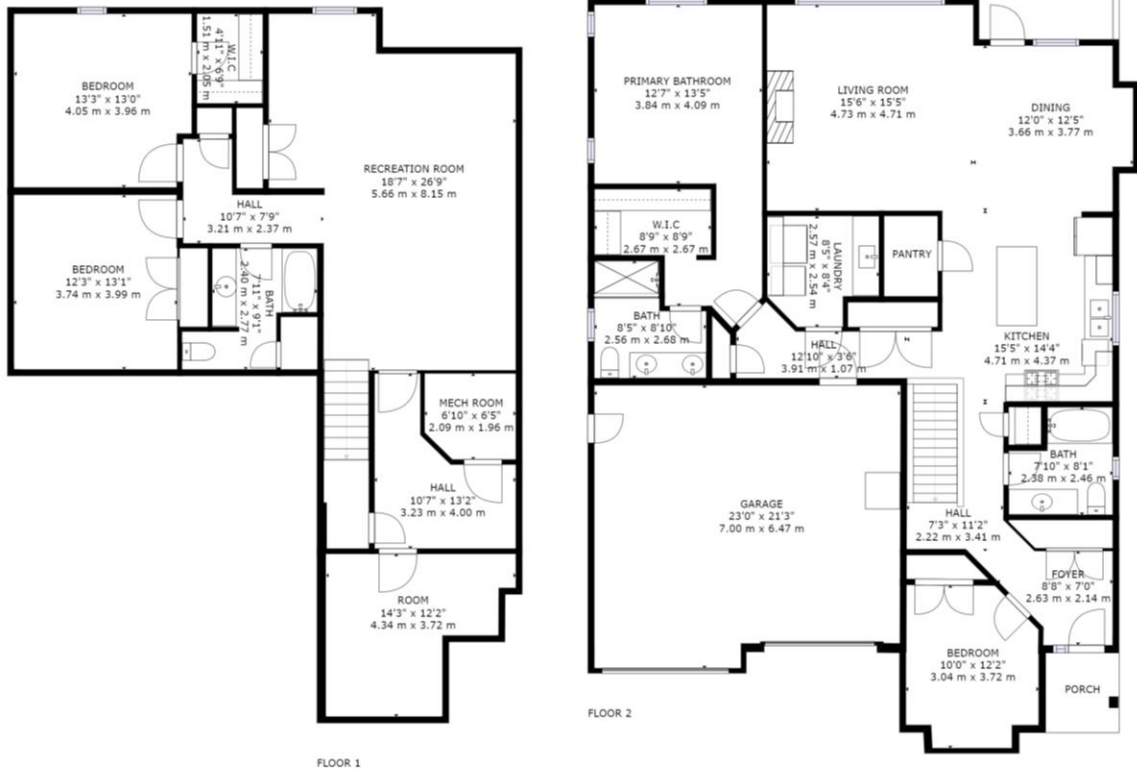 BEDROOM
13'3" x 13'0"
4.05 m x 3.96 m
W.I.C
4'11" x 6'9"
1.51 m x 2.05 m
RECREATION ROOM
18'7" x 26'9"
5.66 m x 8.15 m
HALL
10'7" x 7'9"
3.21 m x 2.37 m
BEDROOM
12'3" x 13'1"
3.74 m x 3.99 m
BATH
7'11" x 9'1"
2.40 m x 2.77 m
MECH ROOM
6'10" x 6'5"
2.09 m x 1.96 m
HALL
10'7" x 13'2"
3.23 m x 4.00 m
ROOM
14'3" x 12'2"
4.34 m x 3.72 m
FLOOR 1
PRIMARY BATHROOM
12'7" x 13'5"
3.84 m x 4.09 m
LIVING ROOM
15'6" x 15'5"
4.73 m x 4.71 m
DINING
12'0" x 12'5"
3.66 m x 3.77 m
W.I.C
8'9" x 8'9"
2.67 m x 2.67 m
LAUNDRY
8'5" x 8'4"
2.57 m x 2.54 m
PANTRY
BATH
8'5" x 8'10"
2.56 m x 2.68 m
HALL
12'10" x 3'6"
3.91 m x 1.07 m
KITCHEN
15'5" x 14'4"
4.71 m x 4.37 m
BATH
7'10" x 8'1"
2.38 m x 2.46 m
GARAGE
23'0" x 21'3"
7.00 m x 6.47 m
HALL
7'3" x 11'2"
2.22 m x 3.41 m
FOYER
8'8" x 7'0"
2.63 m x 2.14 m
BEDROOM
10'0" x 12'2"
3.04 m x 3.72 m
PORCH
FLOOR 2